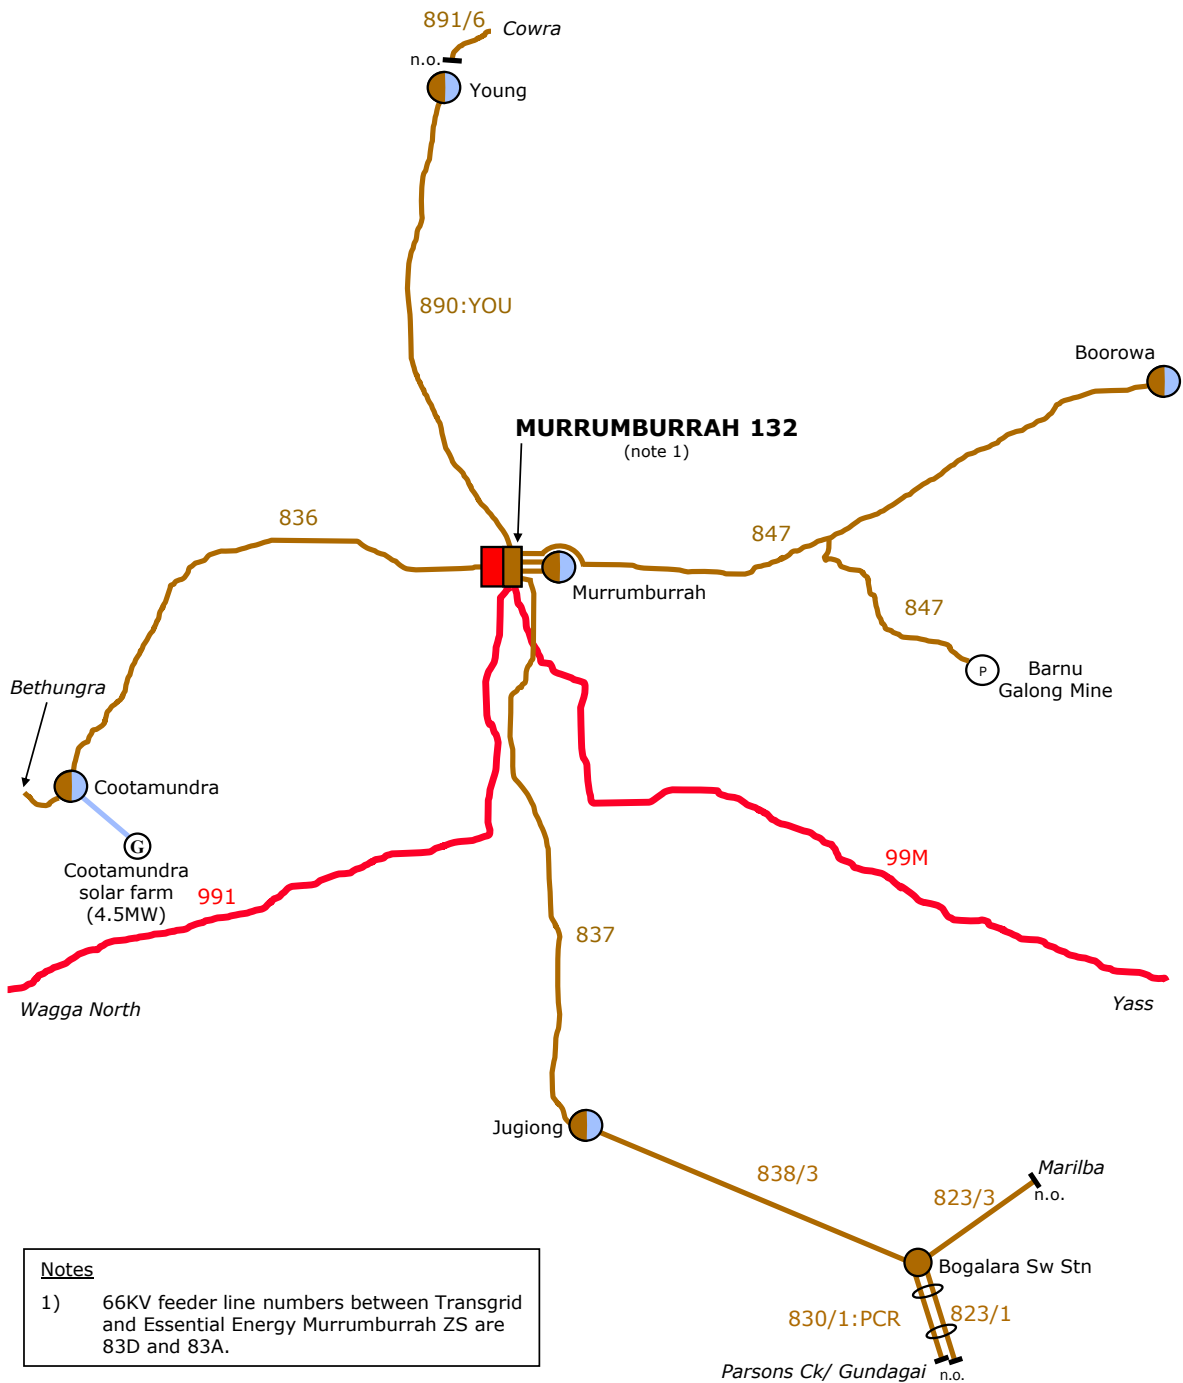 891/6
Cowra
n.o.
Young
890:YOU
Boorowa
MURRUMBURRAH 132
(note 1)
836
847
Murrumburrah
847
P
Barnu
Galong Mine
Bethungra
Cootamundra
G
Cootamundra
solar farm
(4.5MW)
991
99M
837
Wagga North
Yass
Jugiong
838/3
Marilba
823/3
n.o.
Bogalara Sw Stn
830/1:PCR
823/1
Parsons Ck/ Gundagai
n.o.
Notes
1) 66KV feeder line numbers between Transgrid
and Essential Energy Murrumburrah ZS are
83D and 83A.